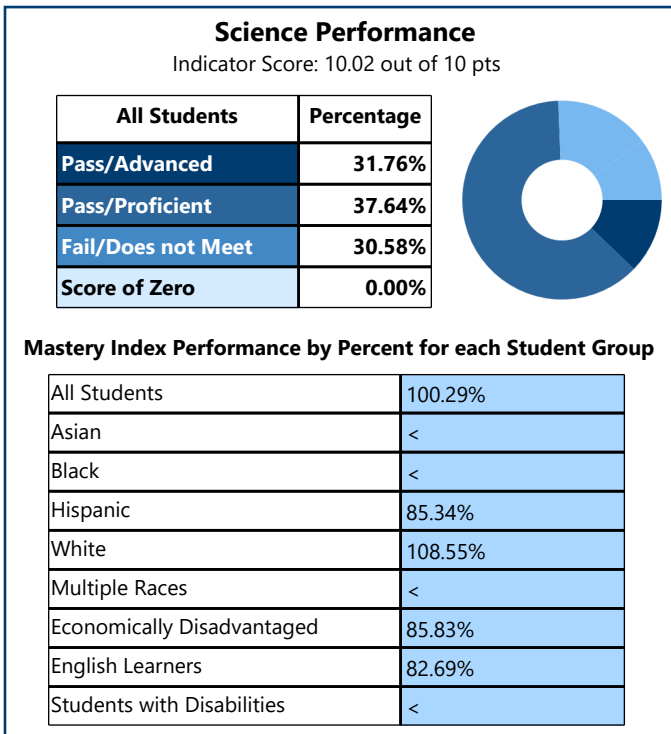 Science Performance
Indicator Score: 10.02 out of 10 pts
All Students Percentage
Pass/Advanced 31.76%
Pass/Proficient 37.64%
Fail/Does not Meet 30.58%
Score of Zero 0.00%
Mastery Index Performance by Percent for each Student Group
All Students 100.29%
Asian <
Black <
Hispanic 85.34%
White 108.55%
Multiple Races <
Economically Disadvantaged 85.83%
English Learners 82.69%
Students with Disabilities <